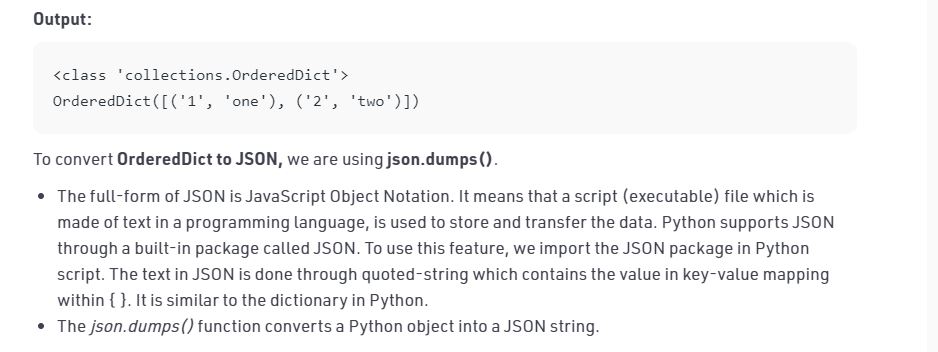 Output:
<class 'collections.OrderedDict'>
OrderedDict([('1', 'one'), ('2', 'two')])
To convert OrderedDict to JSON, we are using json.dumps().
• The full-form of JSON is JavaScript Object Notation. It means that a script (executable) file which is
made of text in a programming language, is used to store and transfer the data. Python supports JSON
through a built-in package called JSON. To use this feature, we import the JSON package in Python
script. The text in JSON is done through quoted-string which contains the value in key-value mapping
within { }. It is similar to the dictionary in Python.
• The json.dumps() function converts a Python object into a JSON string.